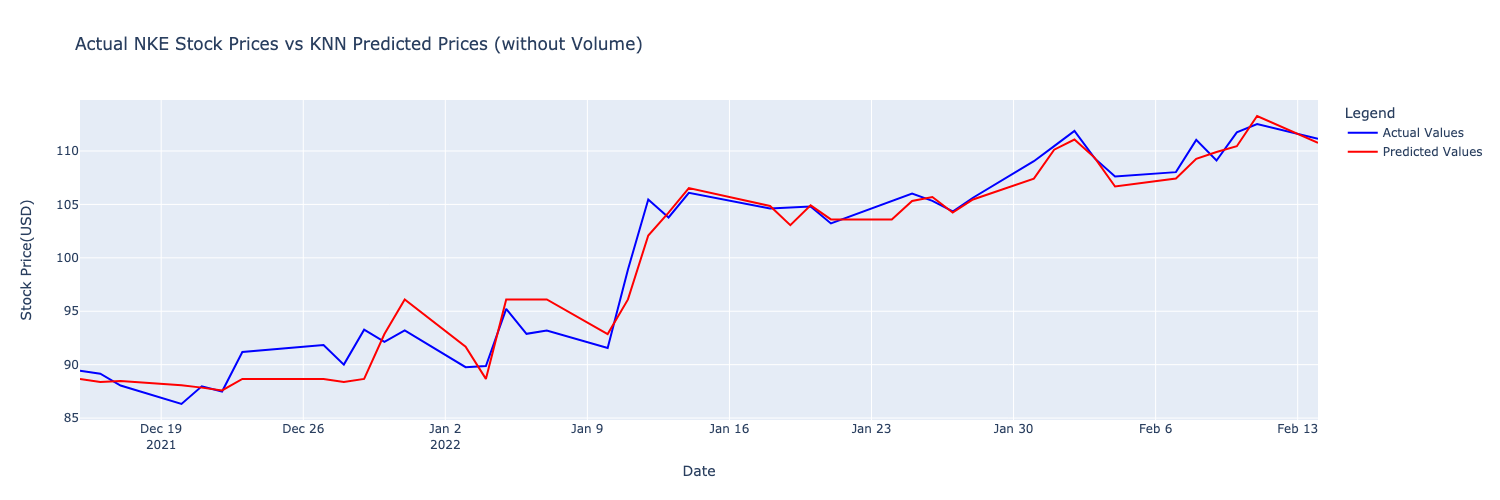 Actual NKE Stock Prices vs KNN Predicted Prices (without Volume)
Legend
Actual Values
Predicted Values
Stock Price(USD)
110
105
100
95
90
85
Dec 19
2021
Dec 26
Jan 2
2022
Jan 9
Jan 16
Jan 23
Jan 30
Feb 6
Feb 13
Date